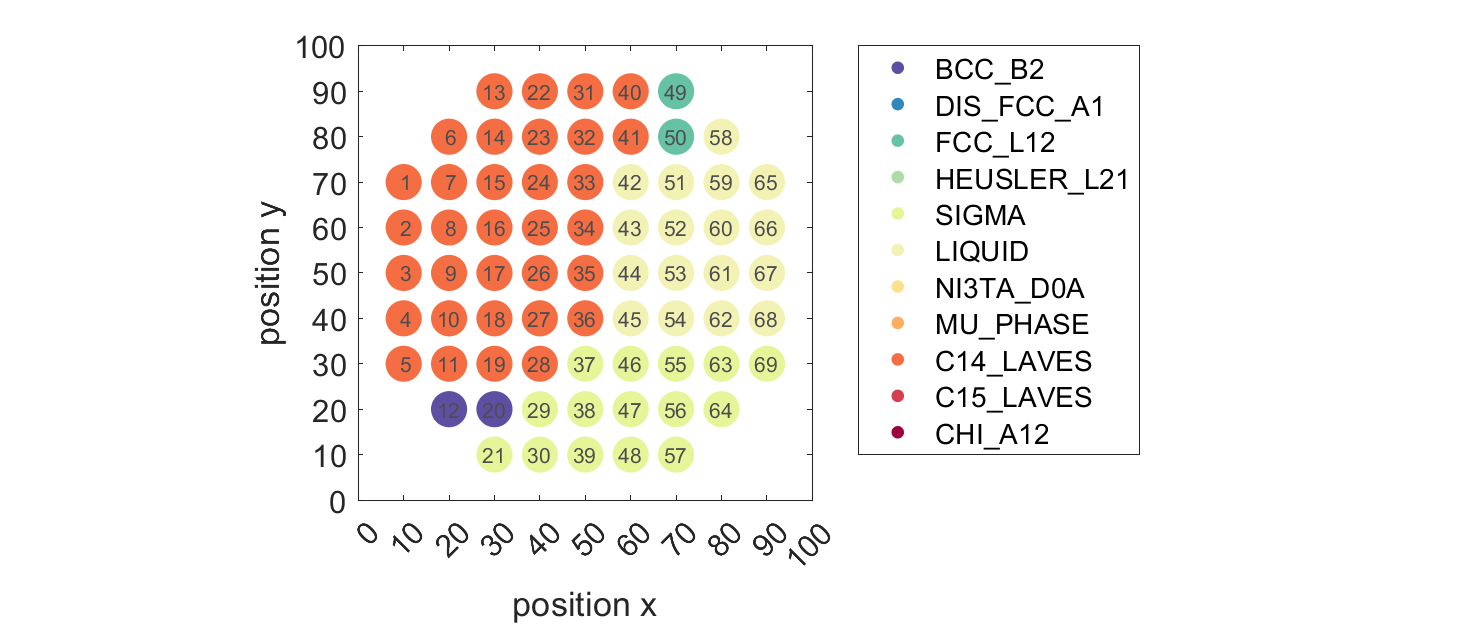 100
90
80
70
60
50
40
30
20
10
0
position y
13 22 31 40 49
6 14 23 32 41 50 58
1 7 15 24 33 42 51 59 65
2 8 16 25 34 43 52 60 66
3 9 17 26 35 44 53 61 67
4 10 18 27 36 45 54 62 68
5 11 19 28 37 46 55 63 69
12 20 29 38 47 56 64
21 30 39 48 57
0 10 20 30 40 50 60 70 80 90 100
position x
BCC_B2
DIS_FCC_A1
FCC_L12
HEUSLER_L21
SIGMA
LIQUID
NI3TA_D0A
MU_PHASE
C14_LAVES
C15_LAVES
CHI_A12